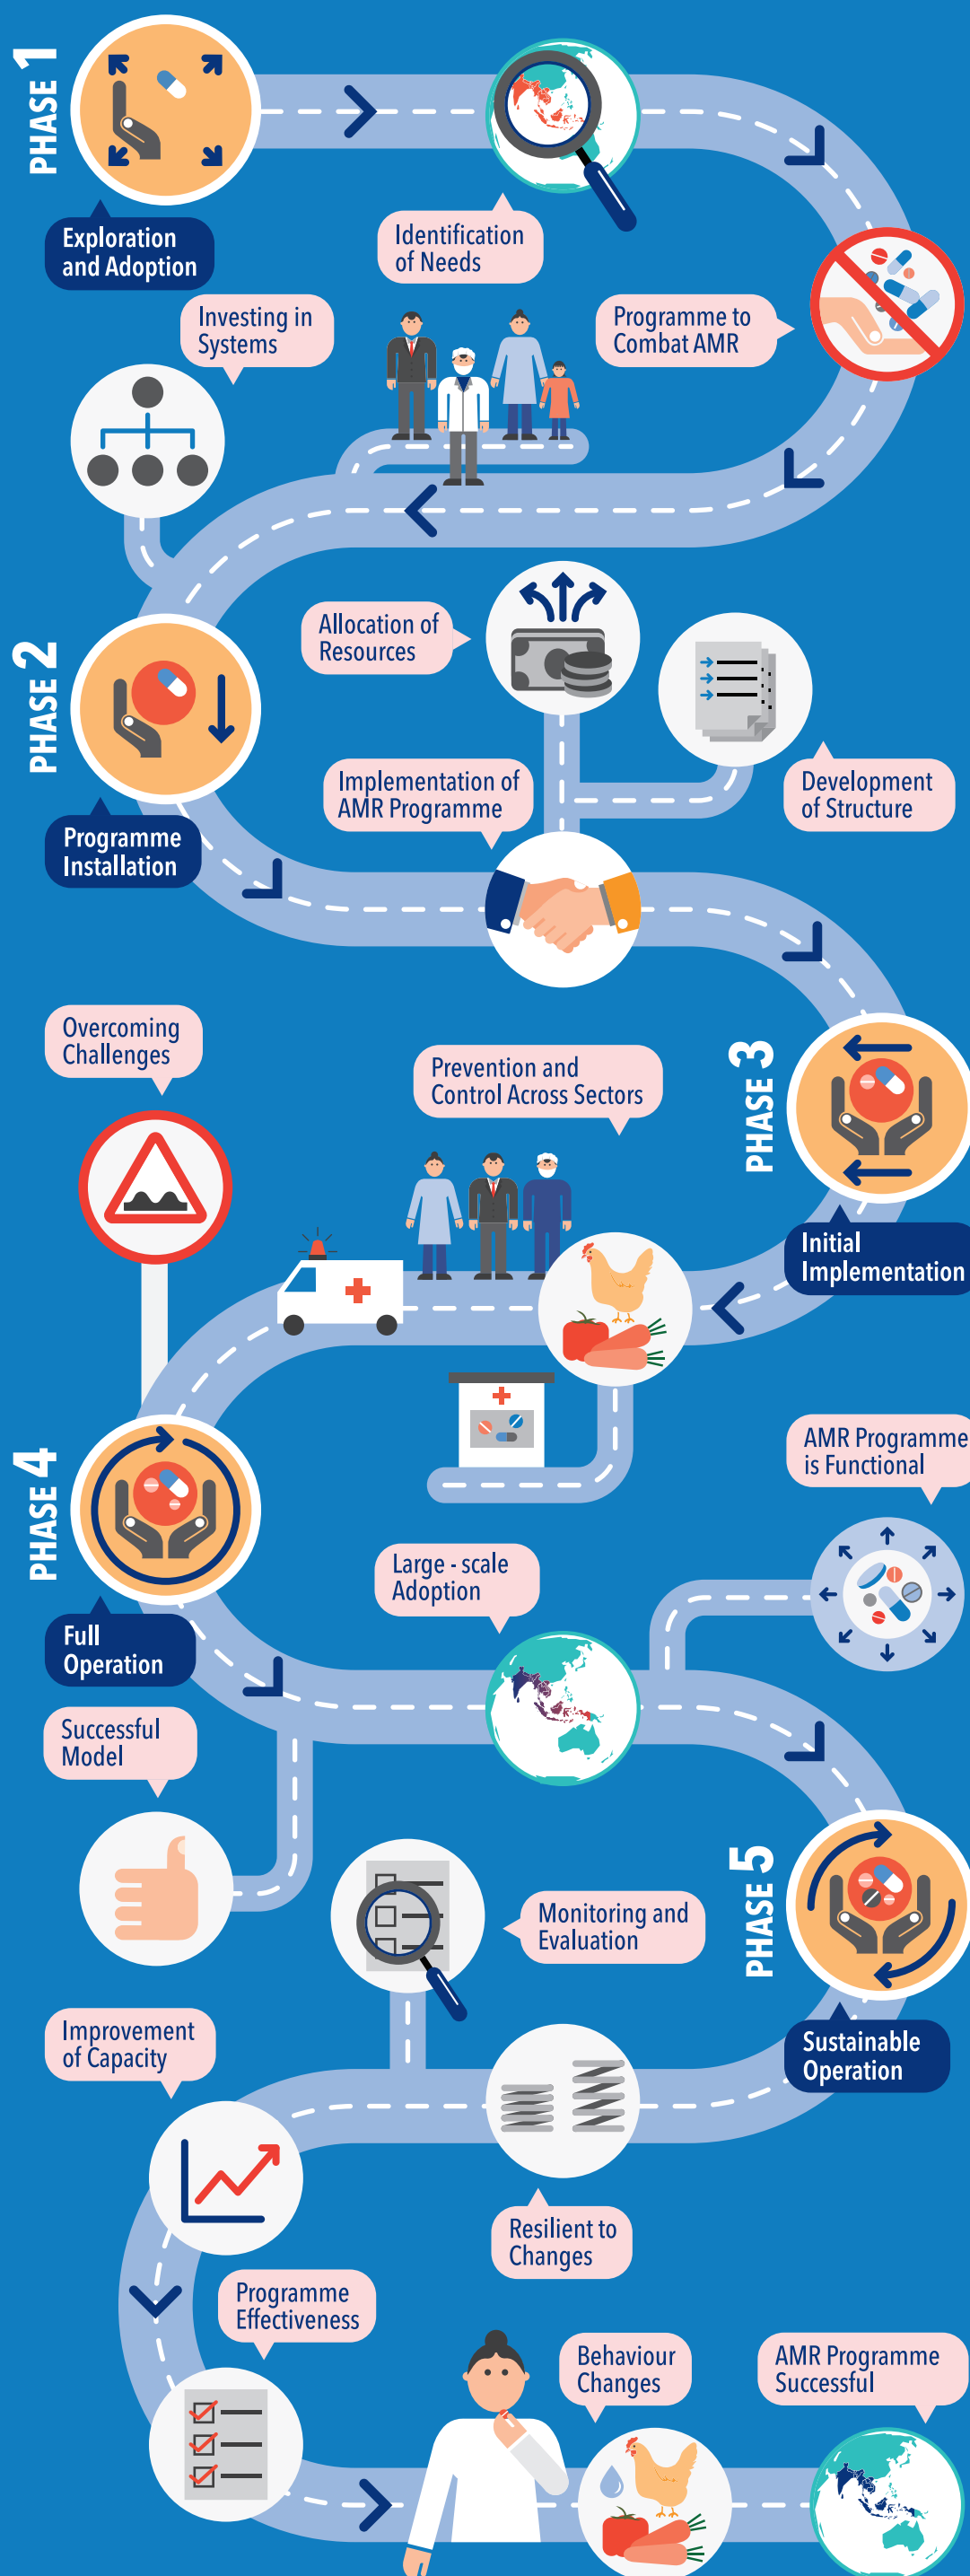 PHASE 1
Exploration
and Adoption
Identification
of Needs
Programme to
Combat AMR
Investing in
Systems
PHASE 2
Programme
Installation
Allocation of
Resources
Development
of Structure
Implementation of
AMR Programme
PHASE 3
Initial
Implementation
Prevention and
Control Across Sectors
Overcoming
Challenges
PHASE 4
Full
Operation
AMR Programme
is Functional
Large - scale
Adoption
Successful
Model
PHASE 5
Sustainable
Operation
Monitoring and
Evaluation
Resilient to
Changes
Improvement
of Capacity
Programme
Effectiveness
Behaviour
Changes
AMR Programme
Successful